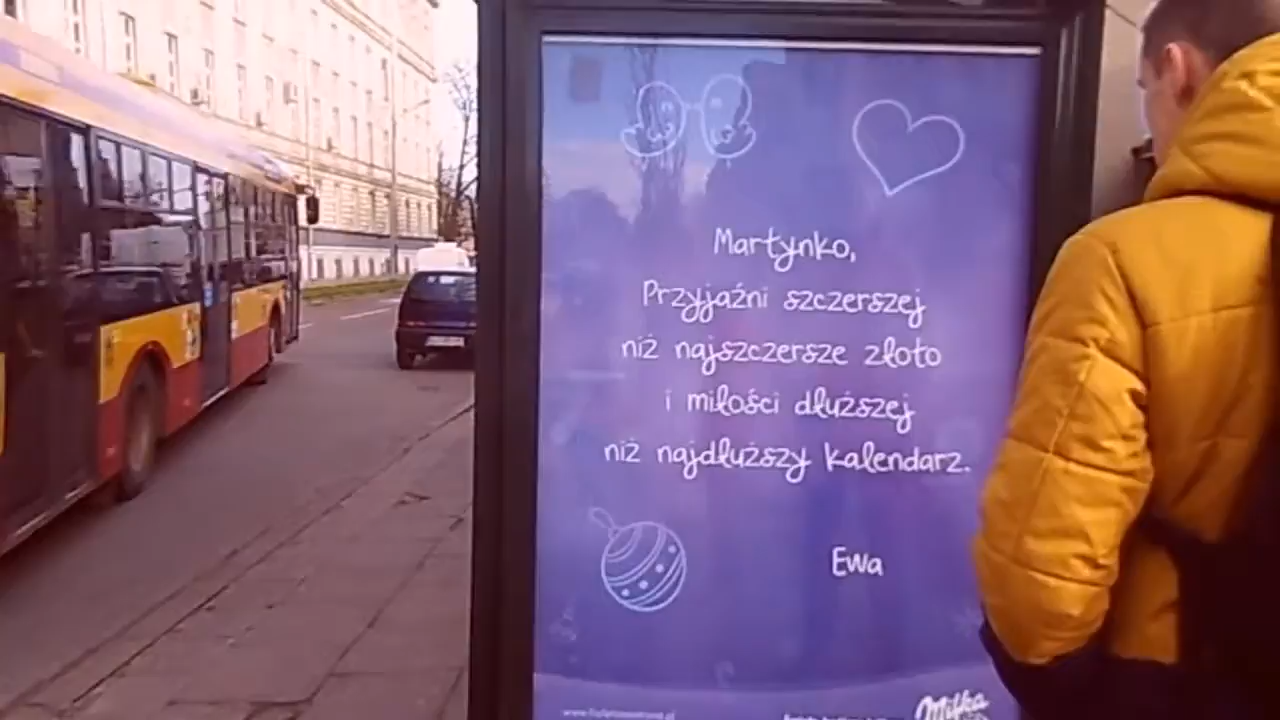 Martynko,
Przyjaźni szczerszej
niż najszczersze złoto
i miłości dłuższej
niż najdłuższy kalendarz.
Ewa
Milka